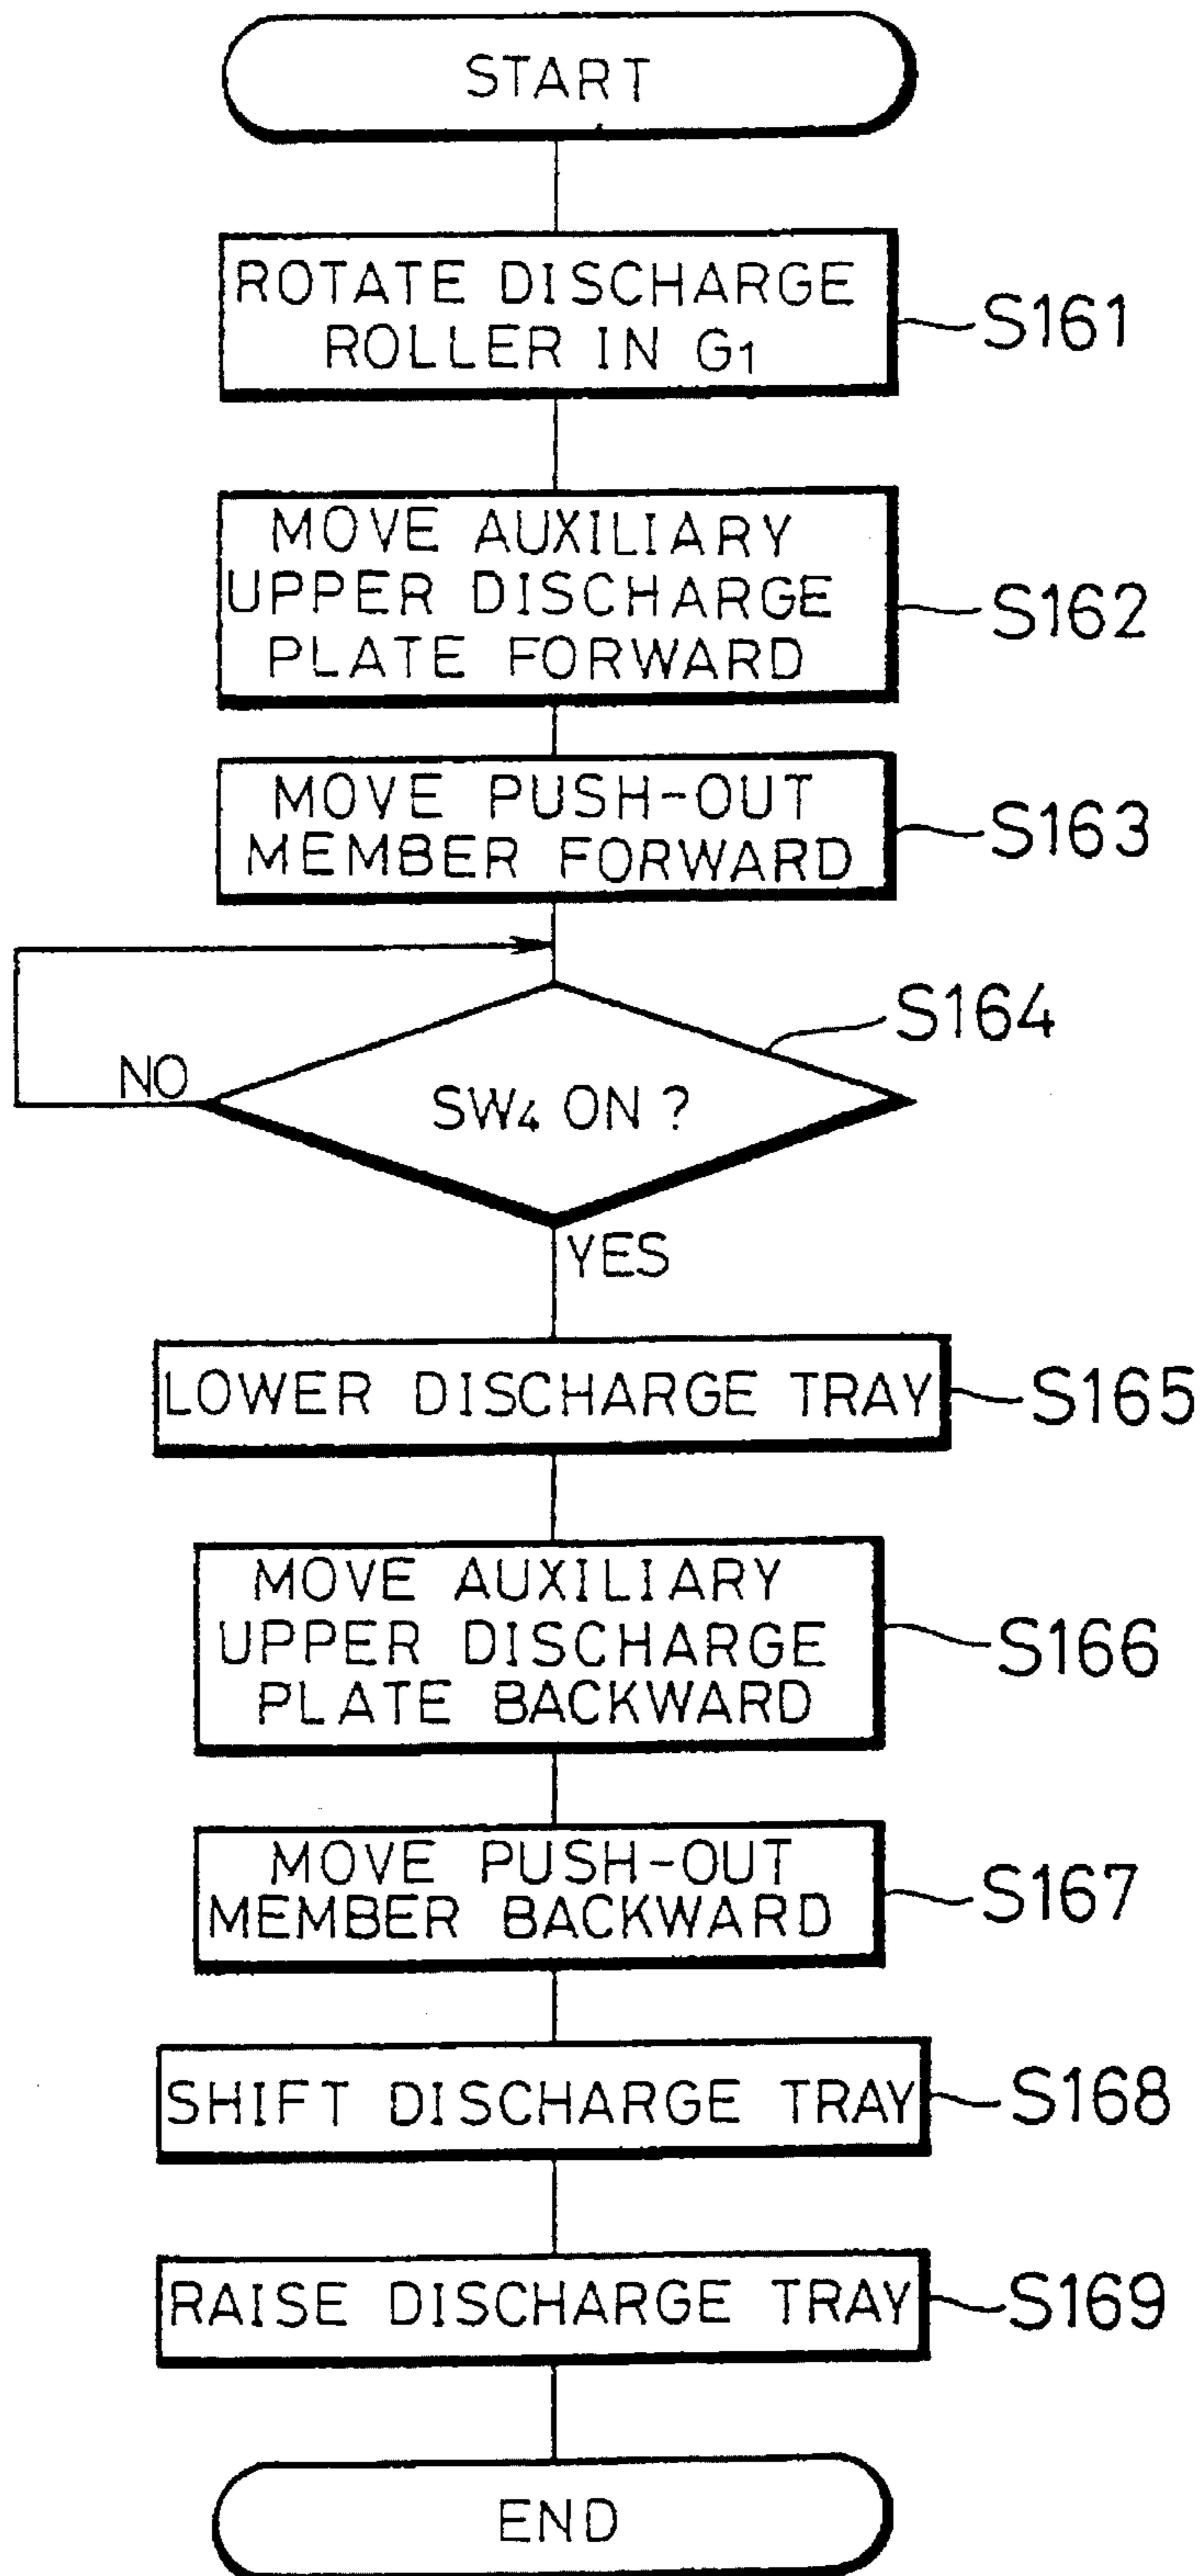 START
ROTATE DISCHARGE
ROLLER IN G1
S161
MOVE AUXILIARY
UPPER DISCHARGE
PLATE FORWARD
S162
MOVE PUSH-OUT
MEMBER FORWARD
S163
S164
NO
SW4 ON ?
YES
LOWER DISCHARGE TRAY
S165
MOVE AUXILIARY
UPPER DISCHARGE
PLATE BACKWARD
S166
MOVE PUSH-OUT
MEMBER BACKWARD
S167
SHIFT DISCHARGE TRAY
S168
RAISE DISCHARGE TRAY
S169
END